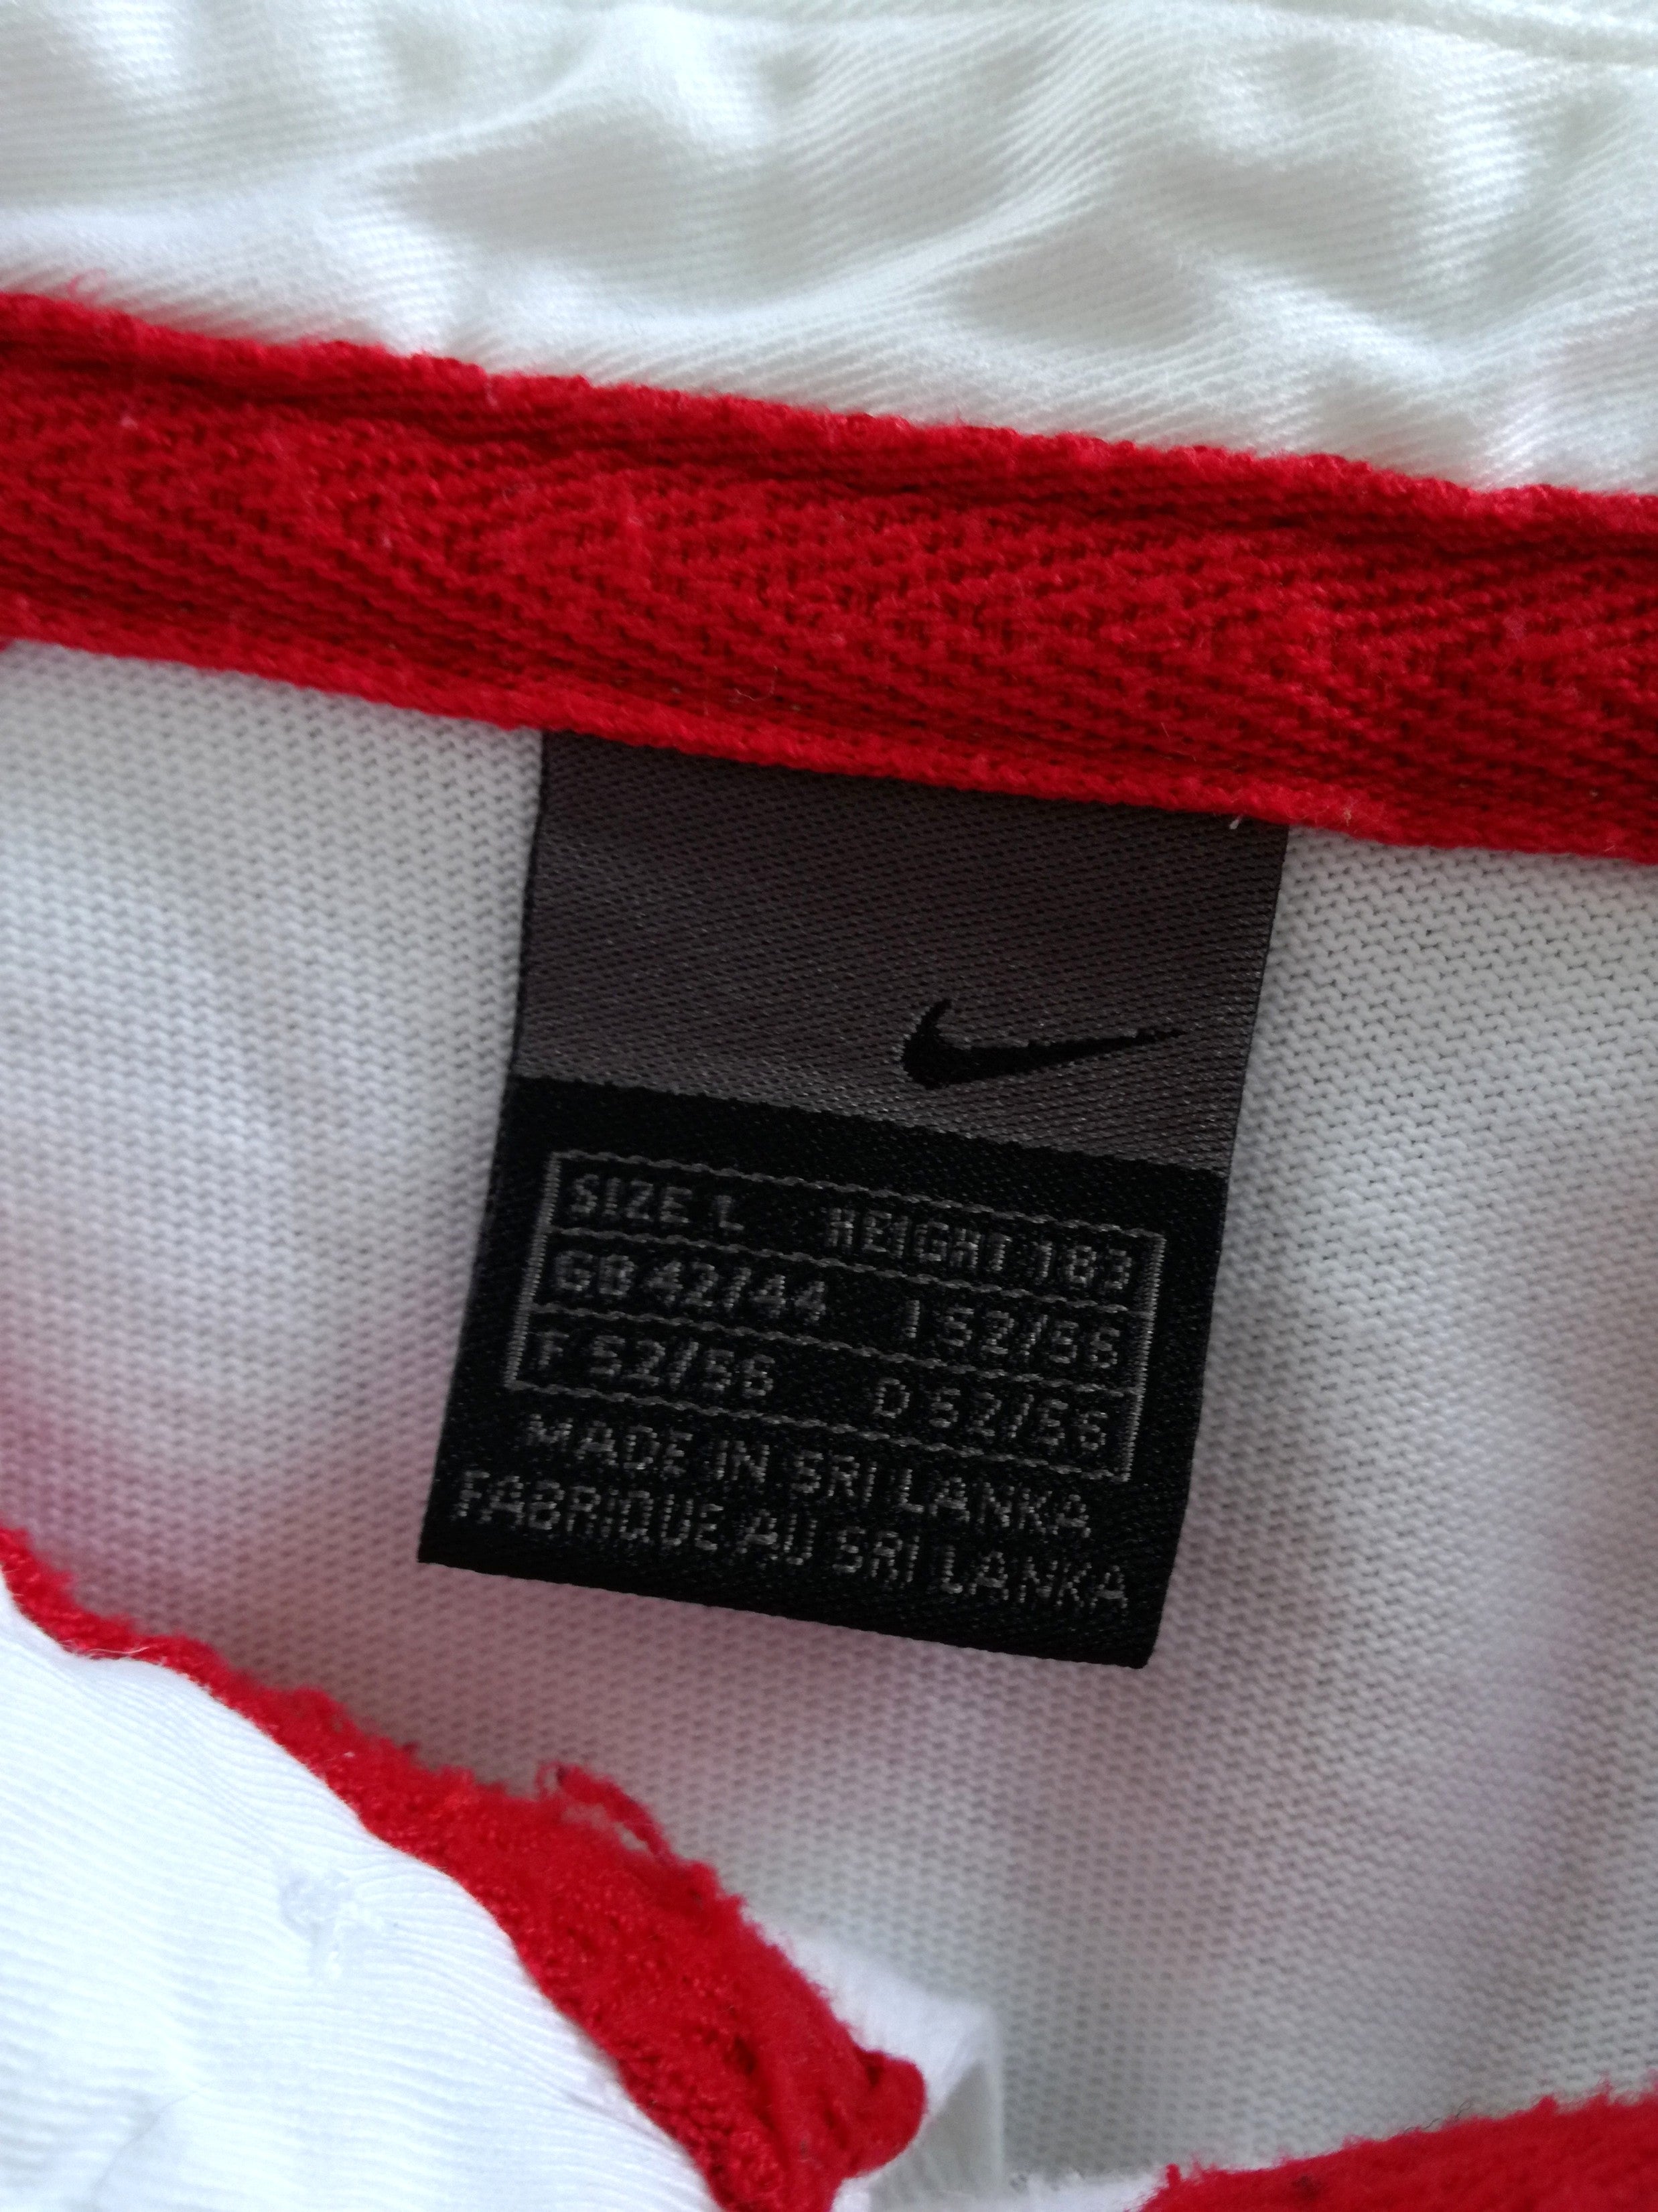 SIZE L HEIGHT 183
GB 42/44 I 52/56
F 52/56 D 52/56
MADE IN SRI LANKA
FABRIQUE AU SRI LANKA